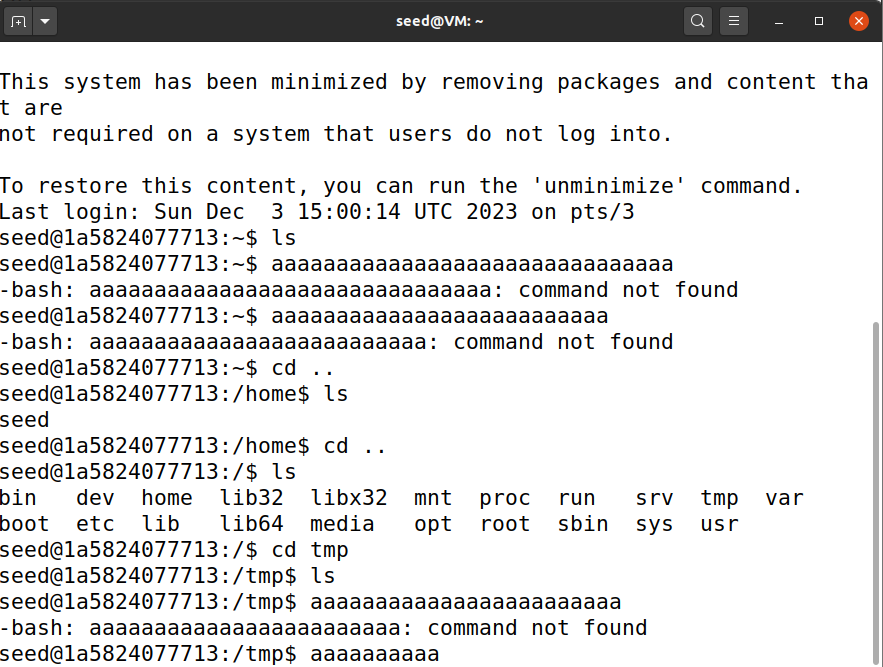 seed@VM: ~
This system has been minimized by removing packages and content tha
t are
not required on a system that users do not log into.
To restore this content, you can run the 'unminimize' command.
Last login: Sun Dec  3 15:00:14 UTC 2023 on pts/3
seed@1a5824077713:~$ ls
seed@1a5824077713:~$ aaaaaaaaaaaaaaaaaaaaaaaaaaaaaaa
-bash: aaaaaaaaaaaaaaaaaaaaaaaaaaaaaaa: command not found
seed@1a5824077713:~$ aaaaaaaaaaaaaaaaaaaaaaaaaa
-bash: aaaaaaaaaaaaaaaaaaaaaaaaaa: command not found
seed@1a5824077713:~$ cd ..
seed@1a5824077713:/home$ ls
seed
seed@1a5824077713:/home$ cd ..
seed@1a5824077713:/$ ls
bin   dev  home  lib32  libx32  mnt  proc  run   srv  tmp  var
boot  etc  lib   lib64  media   opt  root  sbin  sys  usr
seed@1a5824077713:/$ cd tmp
seed@1a5824077713:/tmp$ ls
seed@1a5824077713:/tmp$ aaaaaaaaaaaaaaaaaaaaaaaa
-bash: aaaaaaaaaaaaaaaaaaaaaaaa: command not found
seed@1a5824077713:/tmp$ aaaaaaaaaa